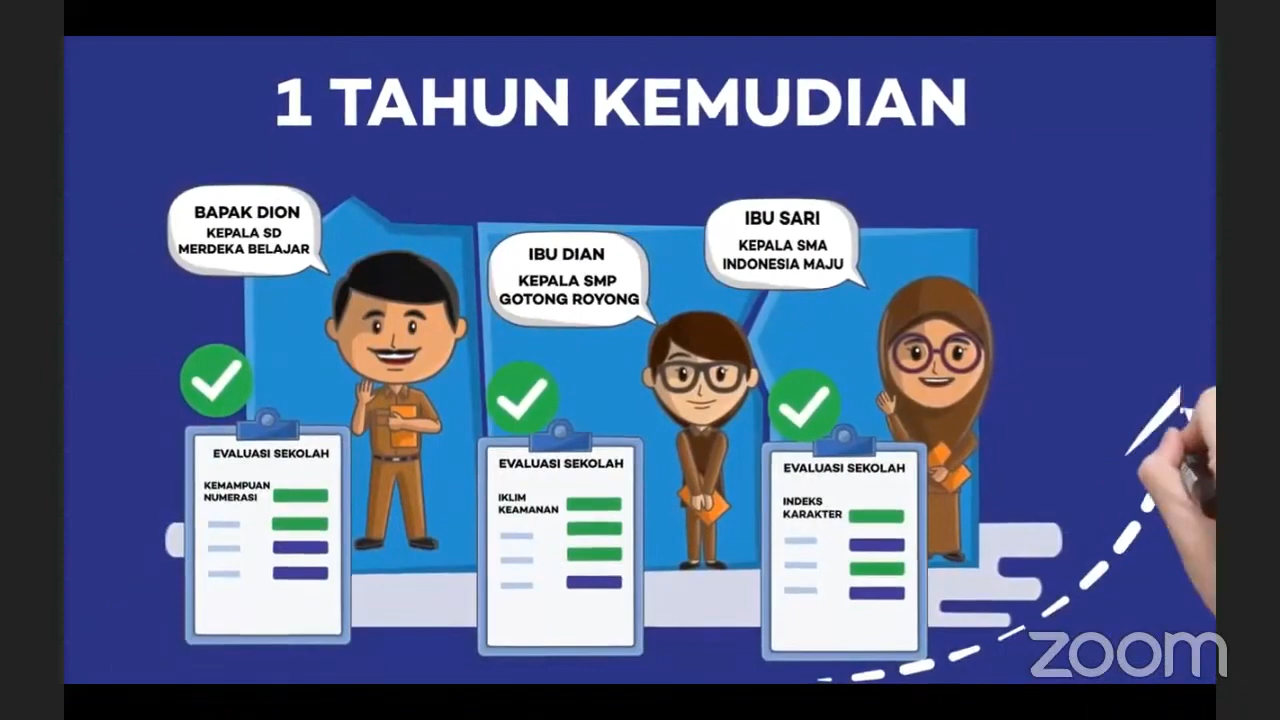 1 TAHUN KEMUDIAN
BAPAK DION
KEPALA SD
MERDEKA BELAJAR
IBU DIAN
KEPALA SMP
GOTONG ROYONG
IBU SARI
KEPALA SMA
INDONESIA MAJU
EVALUASI SEKOLAH
KEMAMPUAN
NUMERASI
EVALUASI SEKOLAH
IKLIM
KEAMANAN
EVALUASI SEKOLAH
INDEKS
KARAKTER
zoom